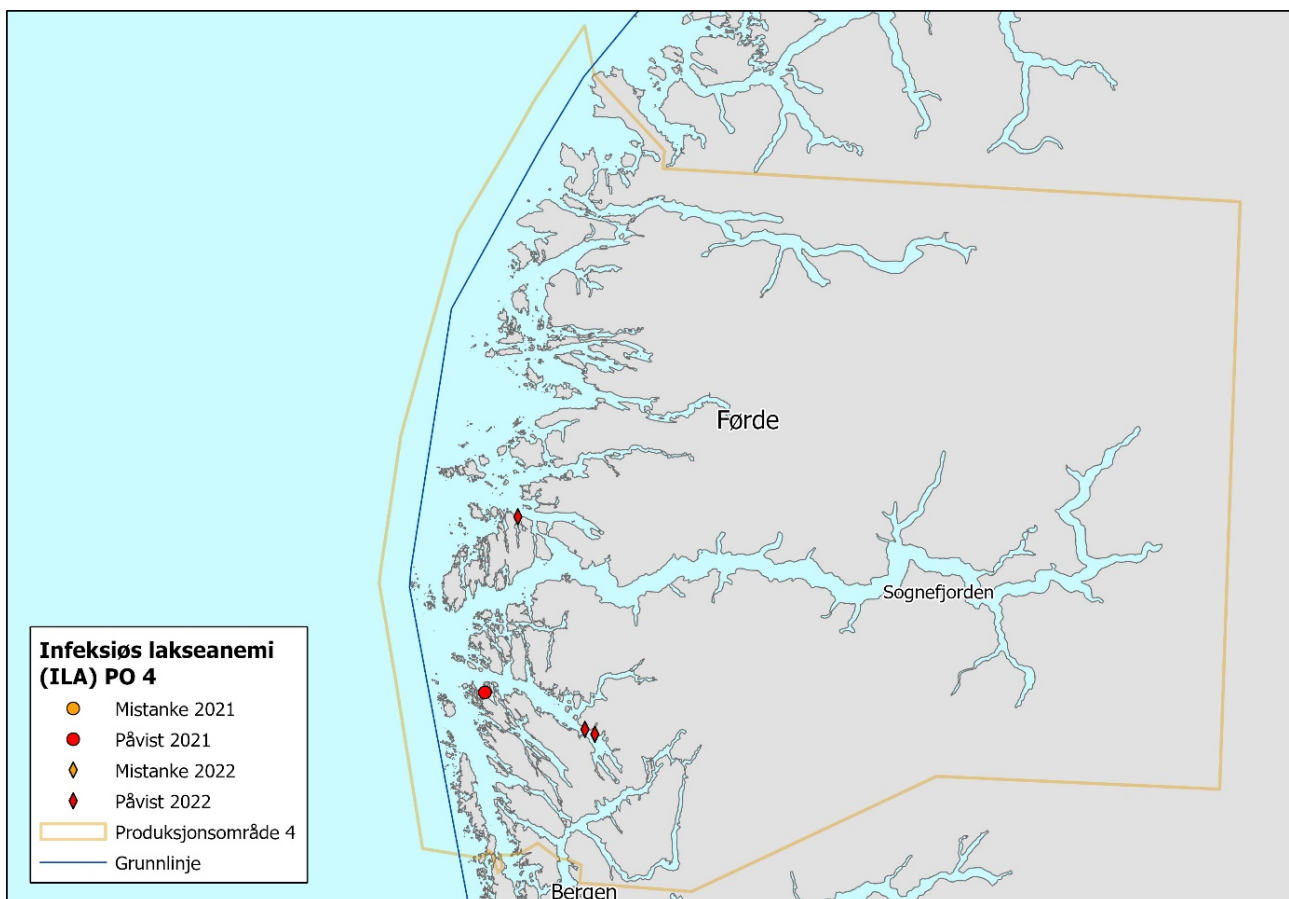 Førde
Sognefjorden
Infeksiøs lakseanemi
(ILA) PO 4
Mistanke 2021
Påvist 2021
Mistanke 2022
Påvist 2022
Produksjonsområde 4
Grunnlinje
Bergen